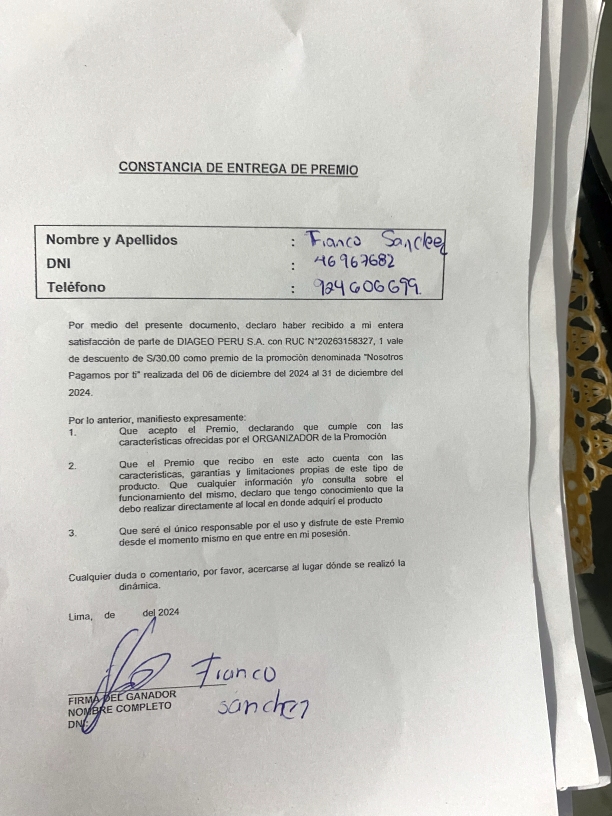 CONSTANCIA DE ENTREGA DE PREMIO
Nombre y Apellidos : Franco Sanchez
DNI : 46967682
Teléfono : 924606699.
Por medio del presente documento, declaro haber recibido a mi entera
satisfacción de parte de DIAGEO PERU S.A. con RUC N°20263158327, 1 vale
de descuento de S/30.00 como premio de la promoción denominada "Nosotros
Pagamos por ti" realizada del 06 de diciembre del 2024 al 31 de diciembre del
2024.
Por lo anterior, manifiesto expresamente:
1. Que acepto el Premio, declarando que cumple con las
características ofrecidas por el ORGANIZADOR de la Promoción
2. Que el Premio que recibo en este acto cuenta con las
características, garantías y limitaciones propias de este tipo de
producto. Que cualquier información y/o consulta sobre el
funcionamiento del mismo, declaro que tengo conocimiento que la
debo realizar directamente al local en donde adquirí el producto
3. Que seré el único responsable por el uso y disfrute de este Premio
desde el momento mismo en que entre en mi posesión.
Cualquier duda o comentario, por favor, acercarse al lugar dónde se realizó la
dinámica.
Lima, de del 2024
Franco
sánchez
FIRMA DEL GANADOR
NOMBRE COMPLETO
DNI: